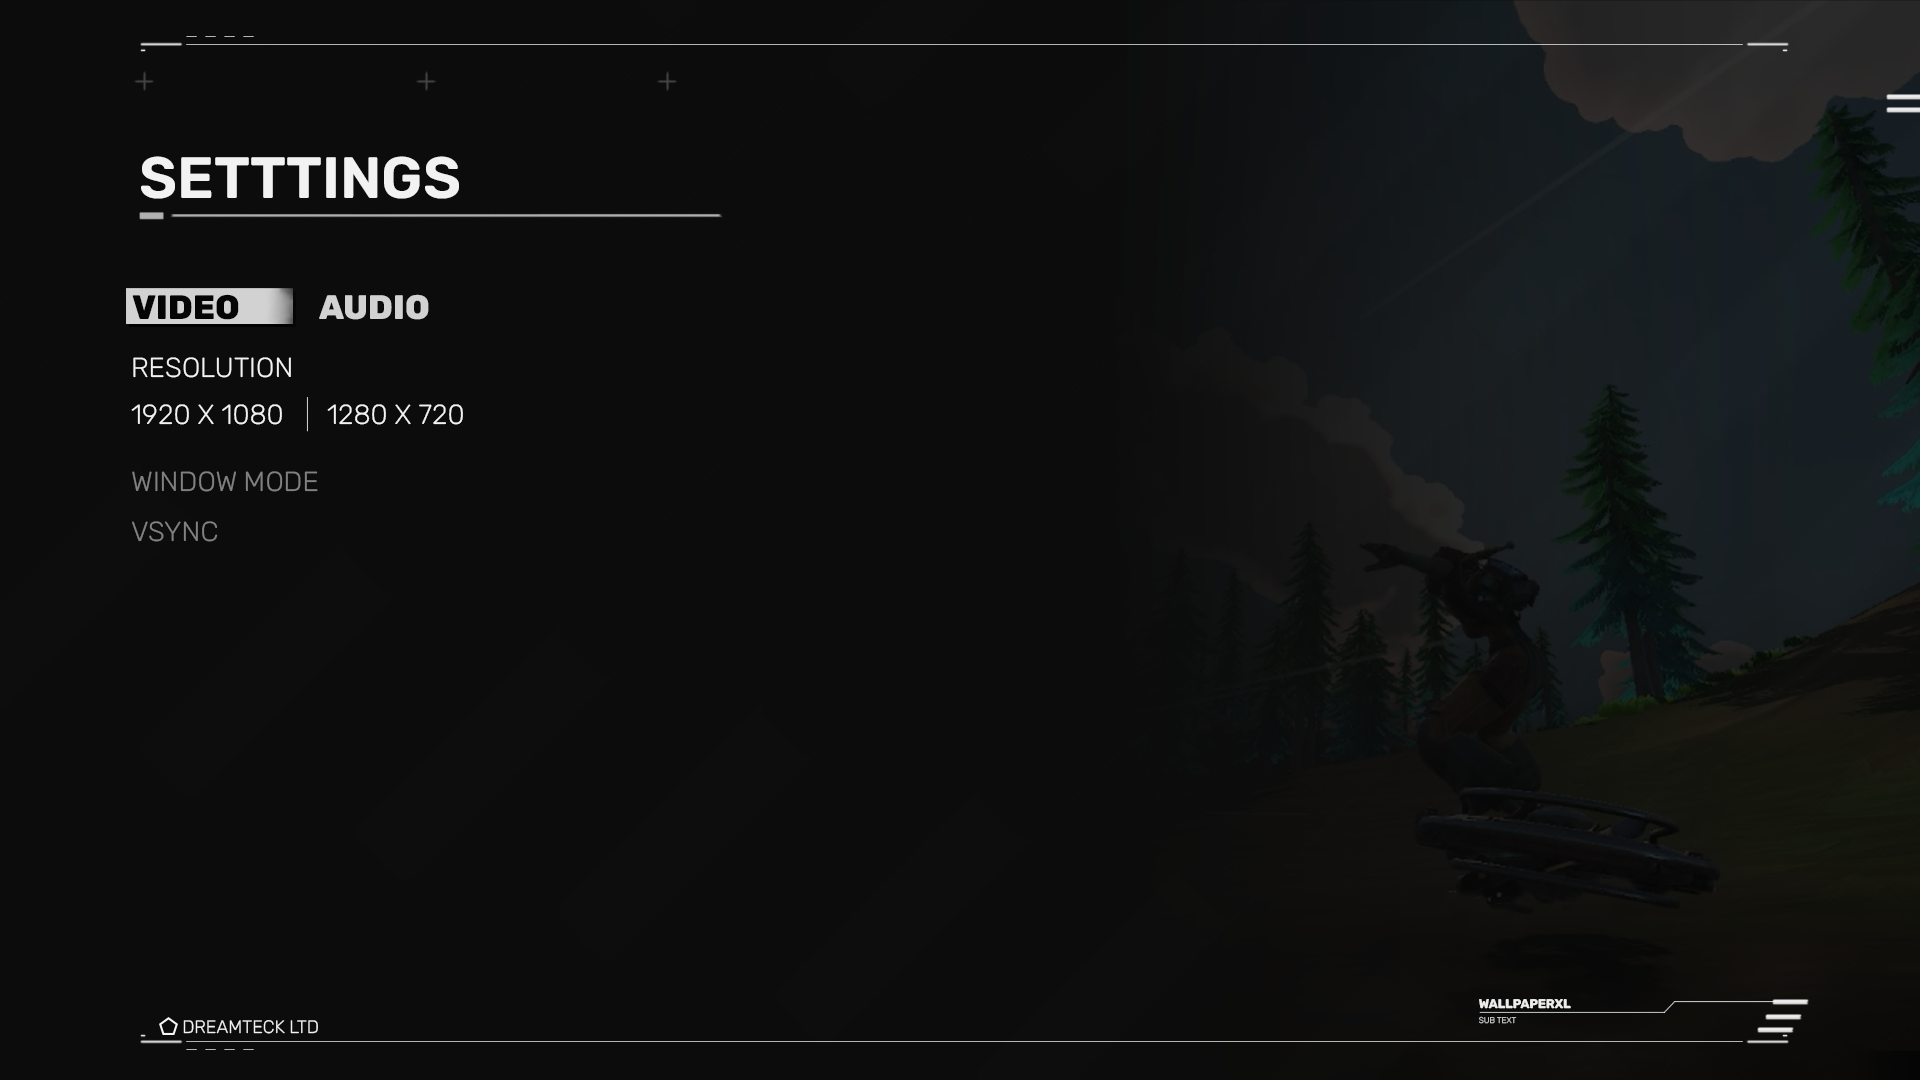 SETTTINGS
VIDEO AUDIO
RESOLUTION
1920 X 1080 | 1280 X 720
WINDOW MODE
VSYNC
DREAMTECK LTD
WALLPAPERXL
SUB TEXT